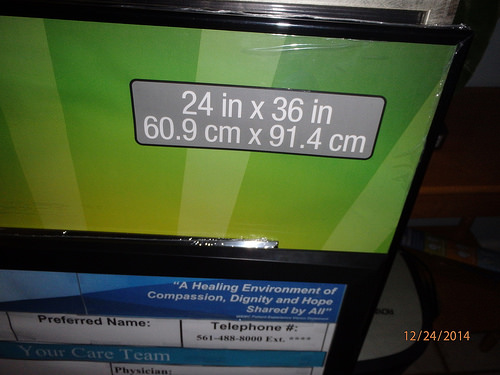 24 in x 36 in
60.9 cm x 91.4 cm
"A Healing Environment of
Compassion, Dignity and Hope
Shared by All"
Preferred Name:
Telephone #:
561-488-8000 Ext. ****
Your Care Team
Physician:
12/24/2014